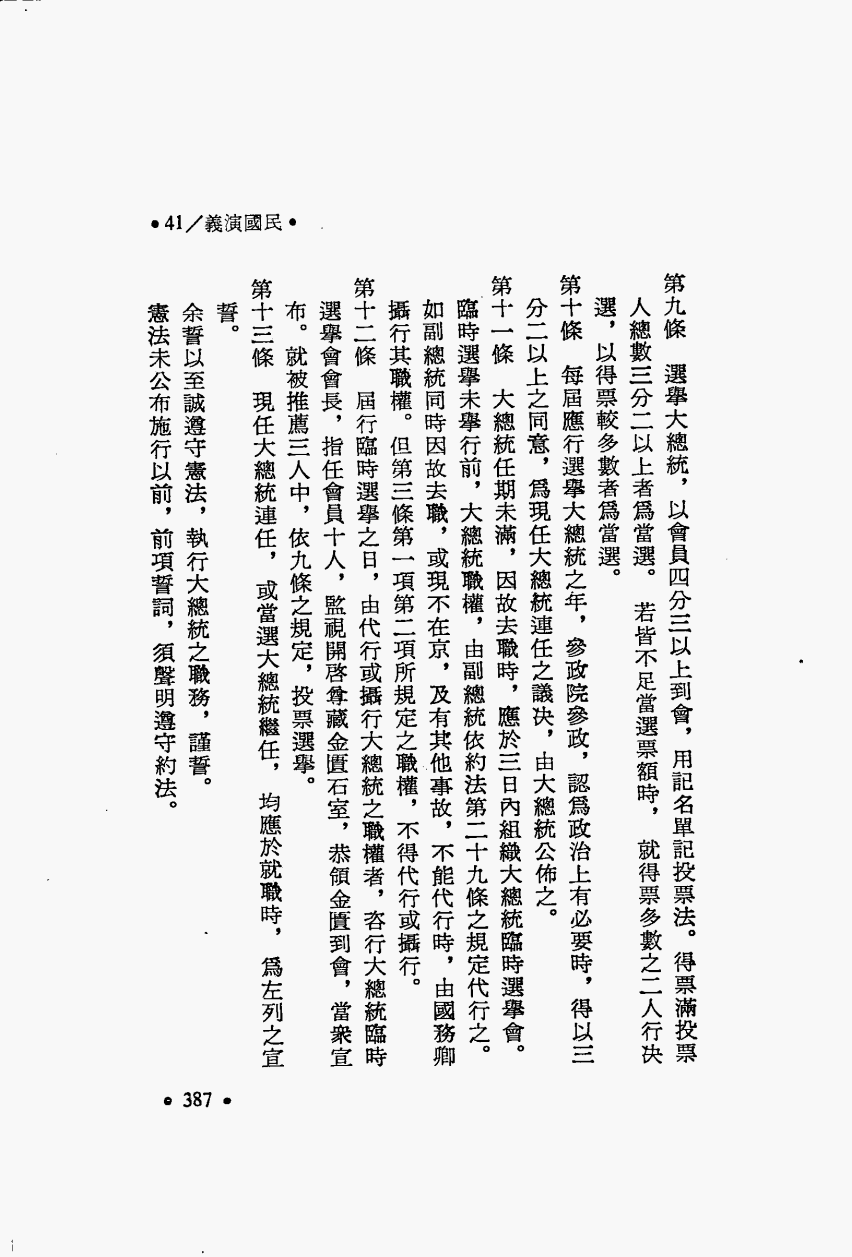 •41／義演國民•
第九條　選舉大總統，以會員四分三以上到會，用記名單記投票法。得票滿投票
人總數三分二以上者爲當選。若皆不足當選票額時，就得票多數之二人行决
選，以得票較多數者爲當選。
第十條　每屆應行選舉大總統之年，參政院參政，認爲政治上有必要時，得以三
分二以上之同意，爲現任大總統連任之議决，由大總統公佈之。
第十一條　大總統任期未滿，因故去職時，應於三日內組織大總統臨時選舉會。
臨時選舉未舉行前，大總統職權，由副總統依約法第二十九條之規定代行之。
如副總統同時因故去職，或現不在京，及有其他事故，不能代行時，由國務卿
攝行其職權。但第三條第一項第二項所規定之職權，不得代行或攝行。
第十二條　屆行臨時選舉之日，由代行或攝行大總統之職權者，咨行大總統臨時
選舉會會長，指任會員十人，監視開啓尊藏金匱石室，恭領金匱到會，當衆宣
布。就被推薦三人中，依九條之規定，投票選舉。
第十三條　現任大總統連任，或當選大總統繼任，均應於就職時，爲左列之宣
誓。
余誓以至誠遵守憲法，執行大總統之職務，謹誓。
憲法未公布施行以前，前項誓詞，須聲明遵守約法。
•387•